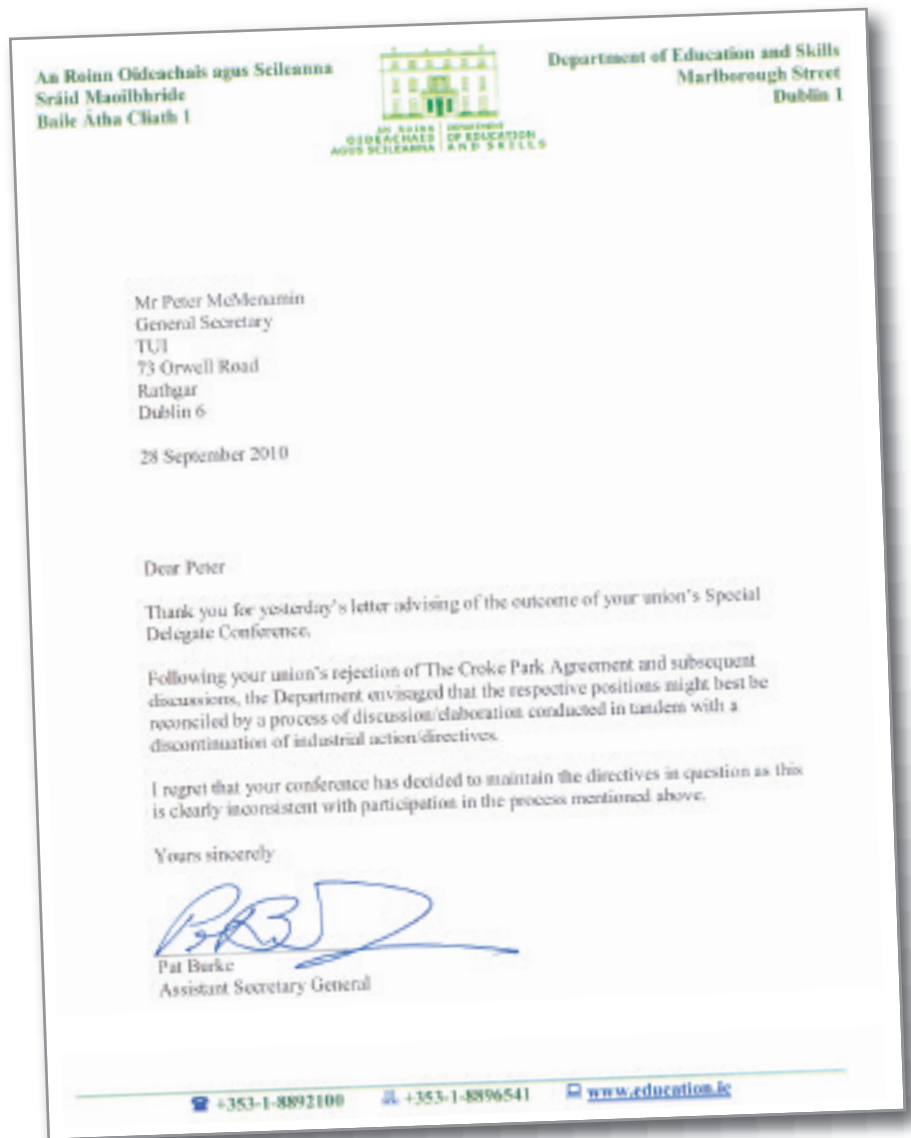 An Roinn Oideachais agus Scileanna
Sráid Maoilbhríde
Baile Átha Cliath 1
AN ROINN
OIDEACHAIS
AGUS SCILEANNA
DEPARTMENT
OF EDUCATION
AND SKILLS
Department of Education and Skills
Marlborough Street
Dublin 1
Mr Peter McMenamin
General Secretary
TUI
73 Orwell Road
Rathgar
Dublin 6
28 September 2010
Dear Peter
Thank you for yesterday's letter advising of the outcome of your union's Special
Delegate Conference.
Following your union's rejection of The Croke Park Agreement and subsequent
discussions, the Department envisaged that the respective positions might best be
reconciled by a process of discussion/elaboration conducted in tandem with a
discontinuation of industrial action/directives.
I regret that your conference has decided to maintain the directives in question as this
is clearly inconsistent with participation in the process mentioned above.
Yours sincerely
Pat Burke
Assistant Secretary General
+353-1-8892100 +353-1-8896541 www.education.ie